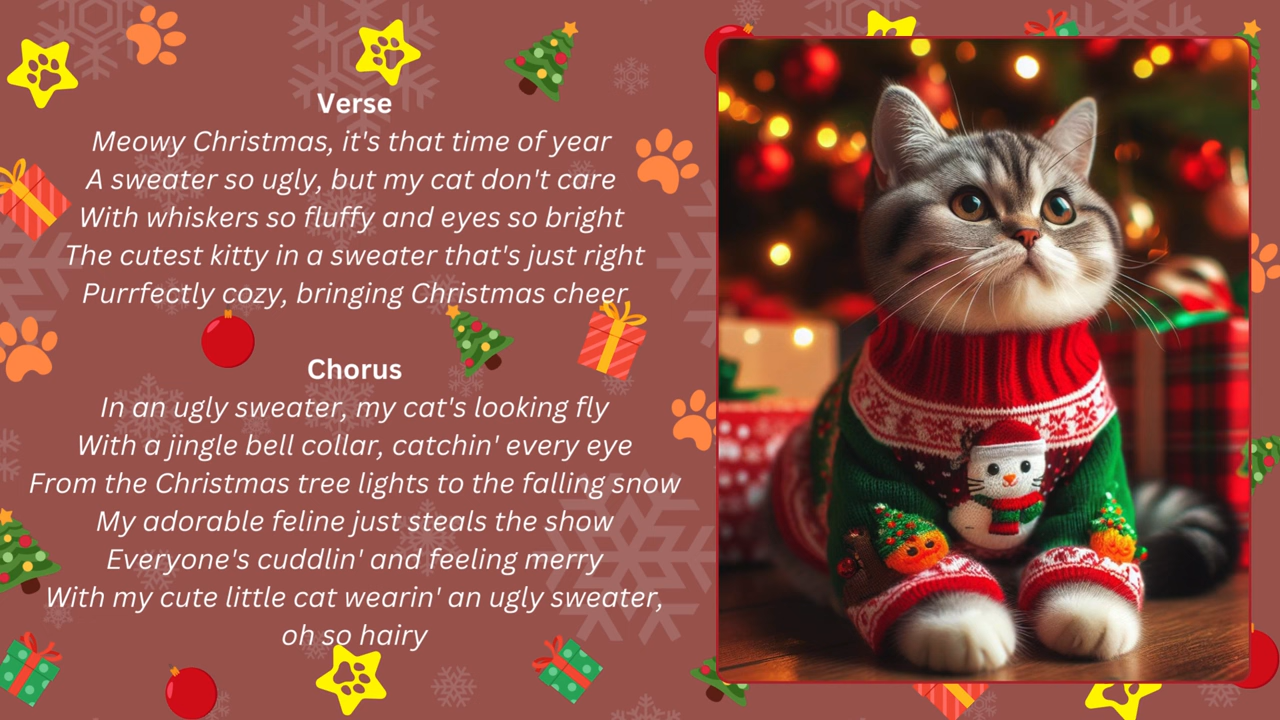 Verse
Meowy Christmas, it's that time of year
A sweater so ugly, but my cat don't care
With whiskers so fluffy and eyes so bright
The cutest kitty in a sweater that's just right
Purrfectly cozy, bringing Christmas cheer
Chorus
In an ugly sweater, my cat's looking fly
With a jingle bell collar, catchin' every eye
From the Christmas tree lights to the falling snow
My adorable feline just steals the show
Everyone's cuddlin' and feeling merry
With my cute little cat wearin' an ugly sweater,
oh so hairy